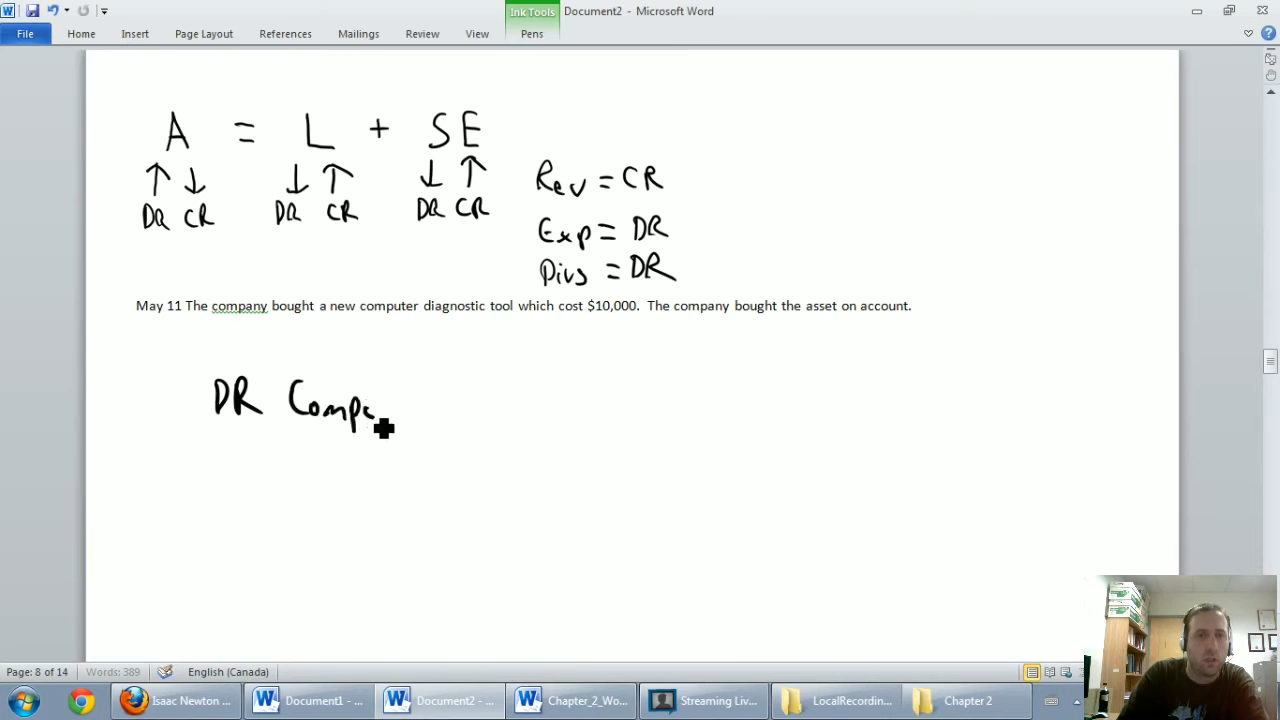 Ink Tools
Document2 - Microsoft Word
File Home Insert Page Layout References Mailings Review View Pens
A = L + SE
DR CR DR CR DR CR
Rev = CR
Exp = DR
Divs = DR
May 11 The company bought a new computer diagnostic tool which cost $10,000. The company bought the asset on account.
DR Compu
Page: 8 of 14 Words: 389 English (Canada)
Isaac Newton ... Document1 - ... Document2 - ... Chapter_2_Wo... Streaming Liv... LocalRecordin... Chapter 2